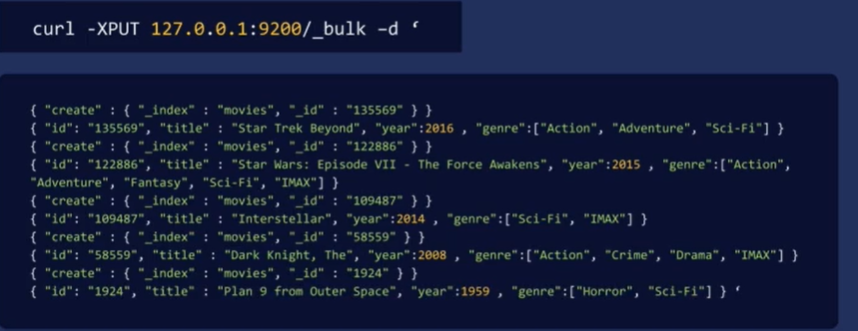 curl -XPUT 127.0.0.1:9200/_bulk –d ‘
{ "create" : { "_index" : "movies", "_id" : "135569" } }
{ "id": "135569", "title" : "Star Trek Beyond", "year":2016 , "genre":["Action", "Adventure", "Sci-Fi"] }
{ "create" : { "_index" : "movies", "_id" : "122886" } }
{ "id": "122886", "title" : "Star Wars: Episode VII - The Force Awakens", "year":2015 , "genre":["Action",
"Adventure", "Fantasy", "Sci-Fi", "IMAX"] }
{ "create" : { "_index" : "movies", "_id" : "109487" } }
{ "id": "109487", "title" : "Interstellar", "year":2014 , "genre":["Sci-Fi", "IMAX"] }
{ "create" : { "_index" : "movies", "_id" : "58559" } }
{ "id": "58559", "title" : "Dark Knight, The", "year":2008 , "genre":["Action", "Crime", "Drama", "IMAX"] }
{ "create" : { "_index" : "movies", "_id" : "1924" } }
{ "id": "1924", "title" : "Plan 9 from Outer Space", "year":1959 , "genre":["Horror", "Sci-Fi"] } ‘